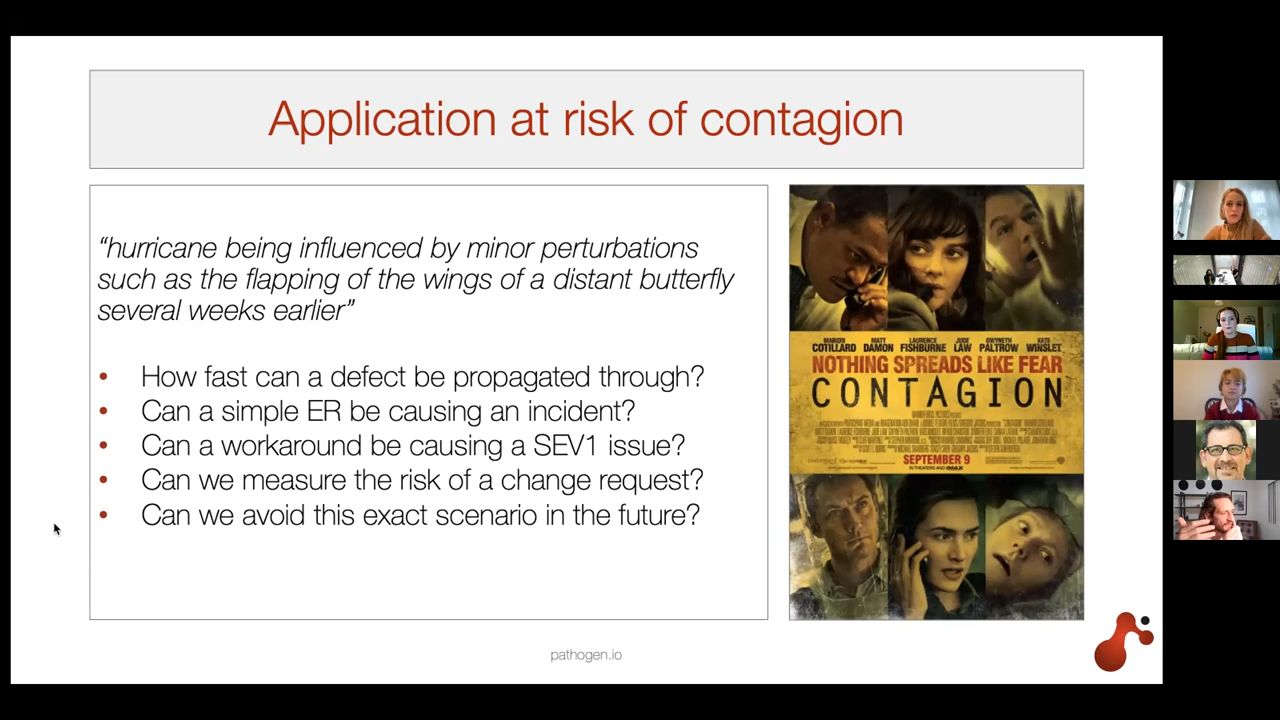 Application at risk of contagion
“hurricane being influenced by minor perturbations
such as the flapping of the wings of a distant butterfly
several weeks earlier”
• How fast can a defect be propagated through?
• Can a simple ER be causing an incident?
• Can a workaround be causing a SEV1 issue?
• Can we measure the risk of a change request?
• Can we avoid this exact scenario in the future?
MARION COTILLARD MATT DAMON LAURENCE FISHBURNE JUDE LAW GWYNETH PALTROW KATE WINSLET
NOTHING SPREADS LIKE FEAR
CONTAGION
SEPTEMBER 9
IN THEATERS AND IMAX
pathogen.io